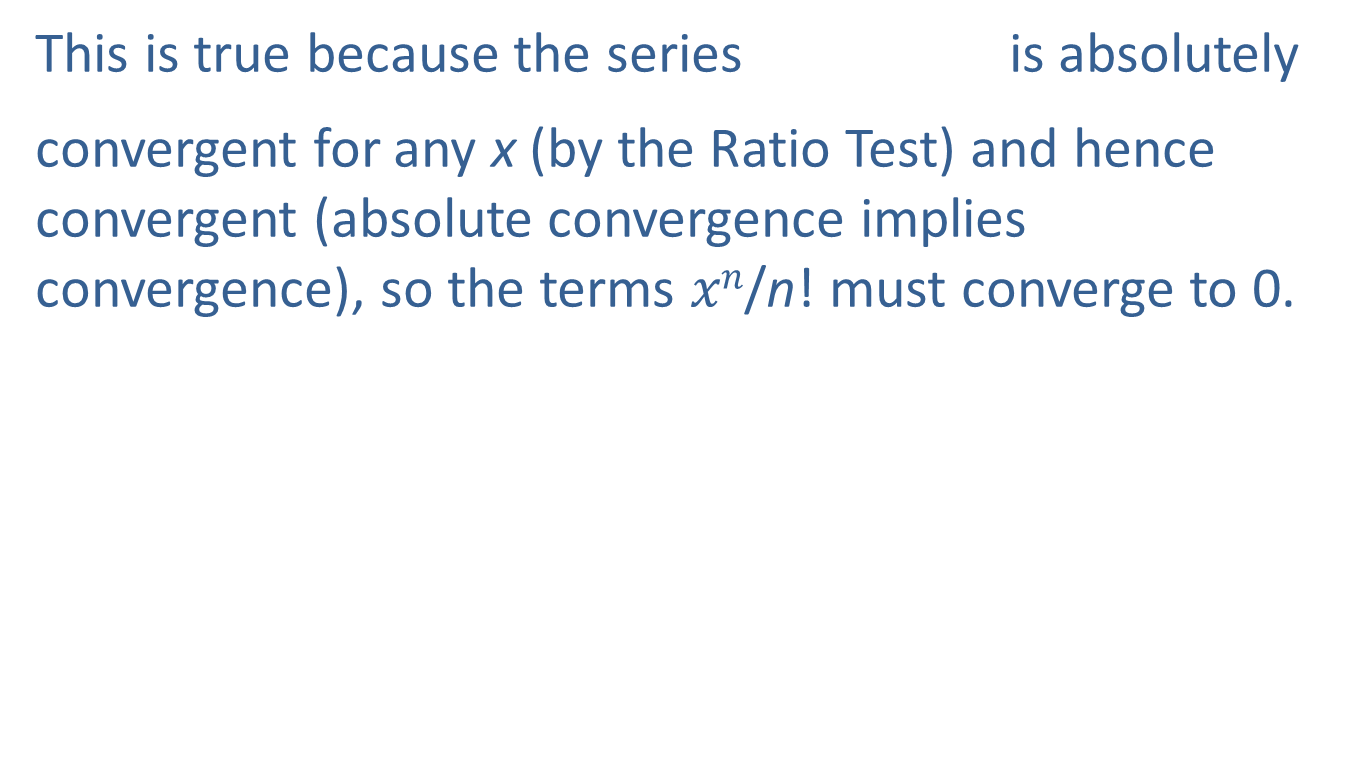 This is true because the series is absolutely
convergent for any x (by the Ratio Test) and hence
convergent (absolute convergence implies
convergence), so the terms xⁿ/n! must converge to 0.